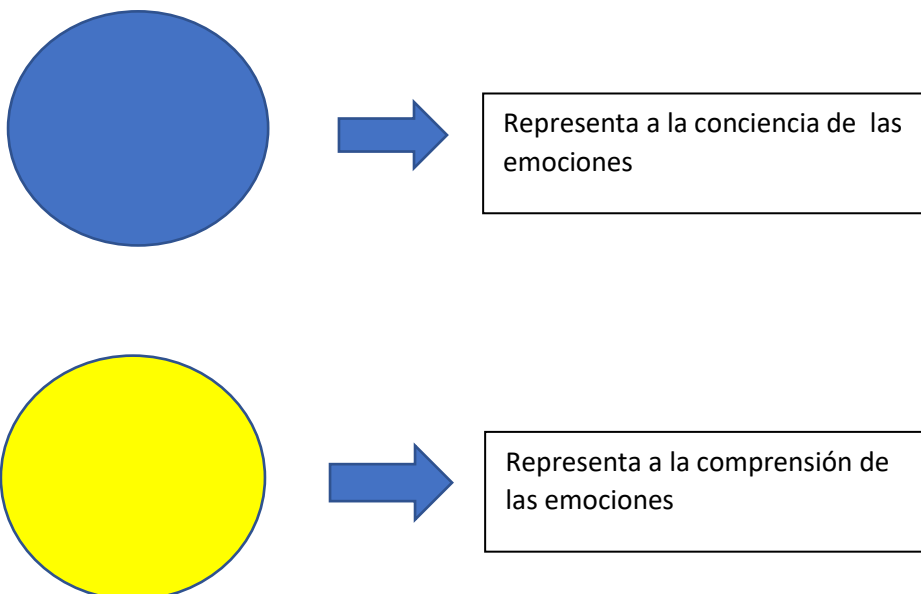 Representa a la conciencia de  las
emociones
Representa a la comprensión de
las emociones